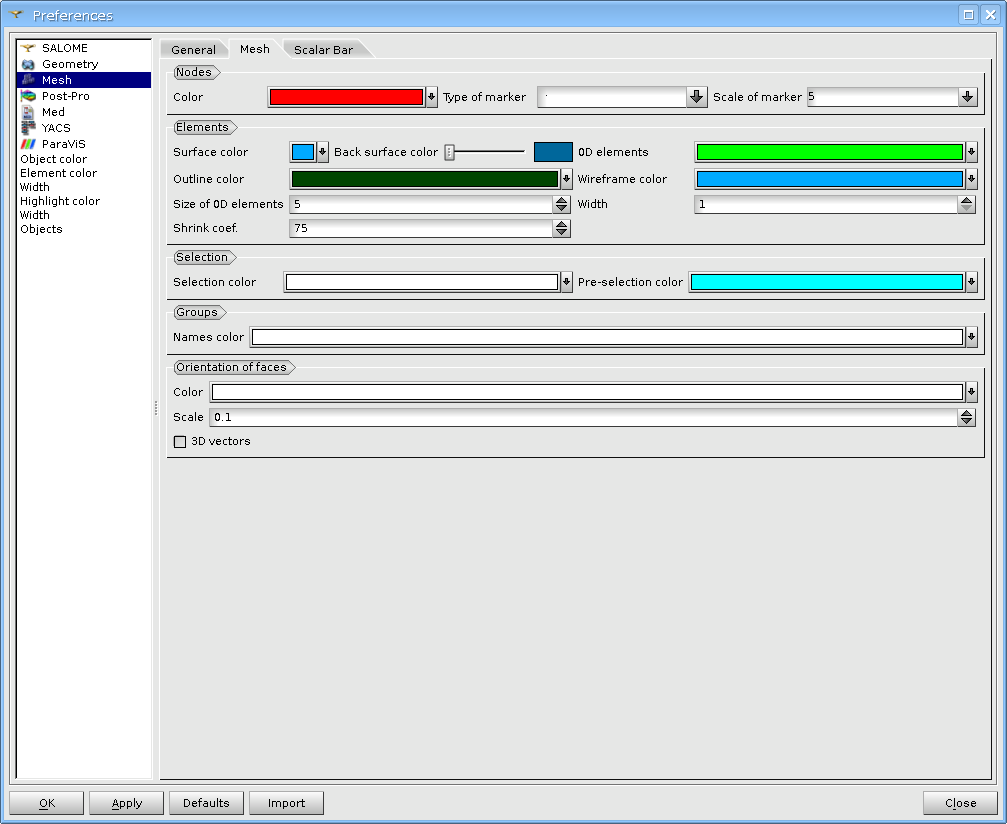 Preferences
SALOME
Geometry
Mesh
Post-Pro
Med
YACS
ParaViS
Object color
Element color
Width
Highlight color
Width
Objects
General Mesh Scalar Bar
Nodes
Color Type of marker Scale of marker 5
Elements
Surface color Back surface color 0D elements
Outline color Wireframe color
Size of 0D elements 5 Width 1
Shrink coef. 75
Selection
Selection color Pre-selection color
Groups
Names color
Orientation of faces
Color
Scale 0.1
3D vectors
OK Apply Defaults Import Close